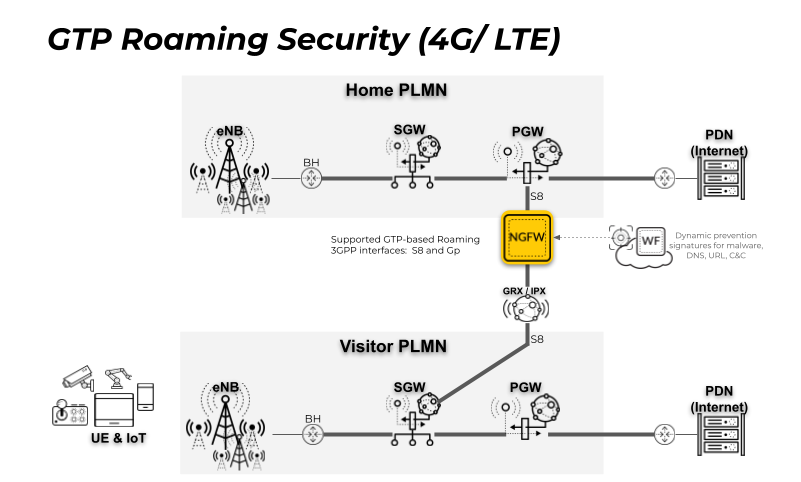 GTP Roaming Security (4G/ LTE)
Home PLMN
eNB
SGW
PGW
PDN
(Internet)
BH
S8
NGFW
Supported GTP-based Roaming
3GPP interfaces: S8 and Gp
WF
Dynamic prevention
signatures for malware,
DNS, URL, C&C
GRX / IPX
S8
Visitor PLMN
eNB
SGW
PGW
PDN
(Internet)
BH
UE & IoT